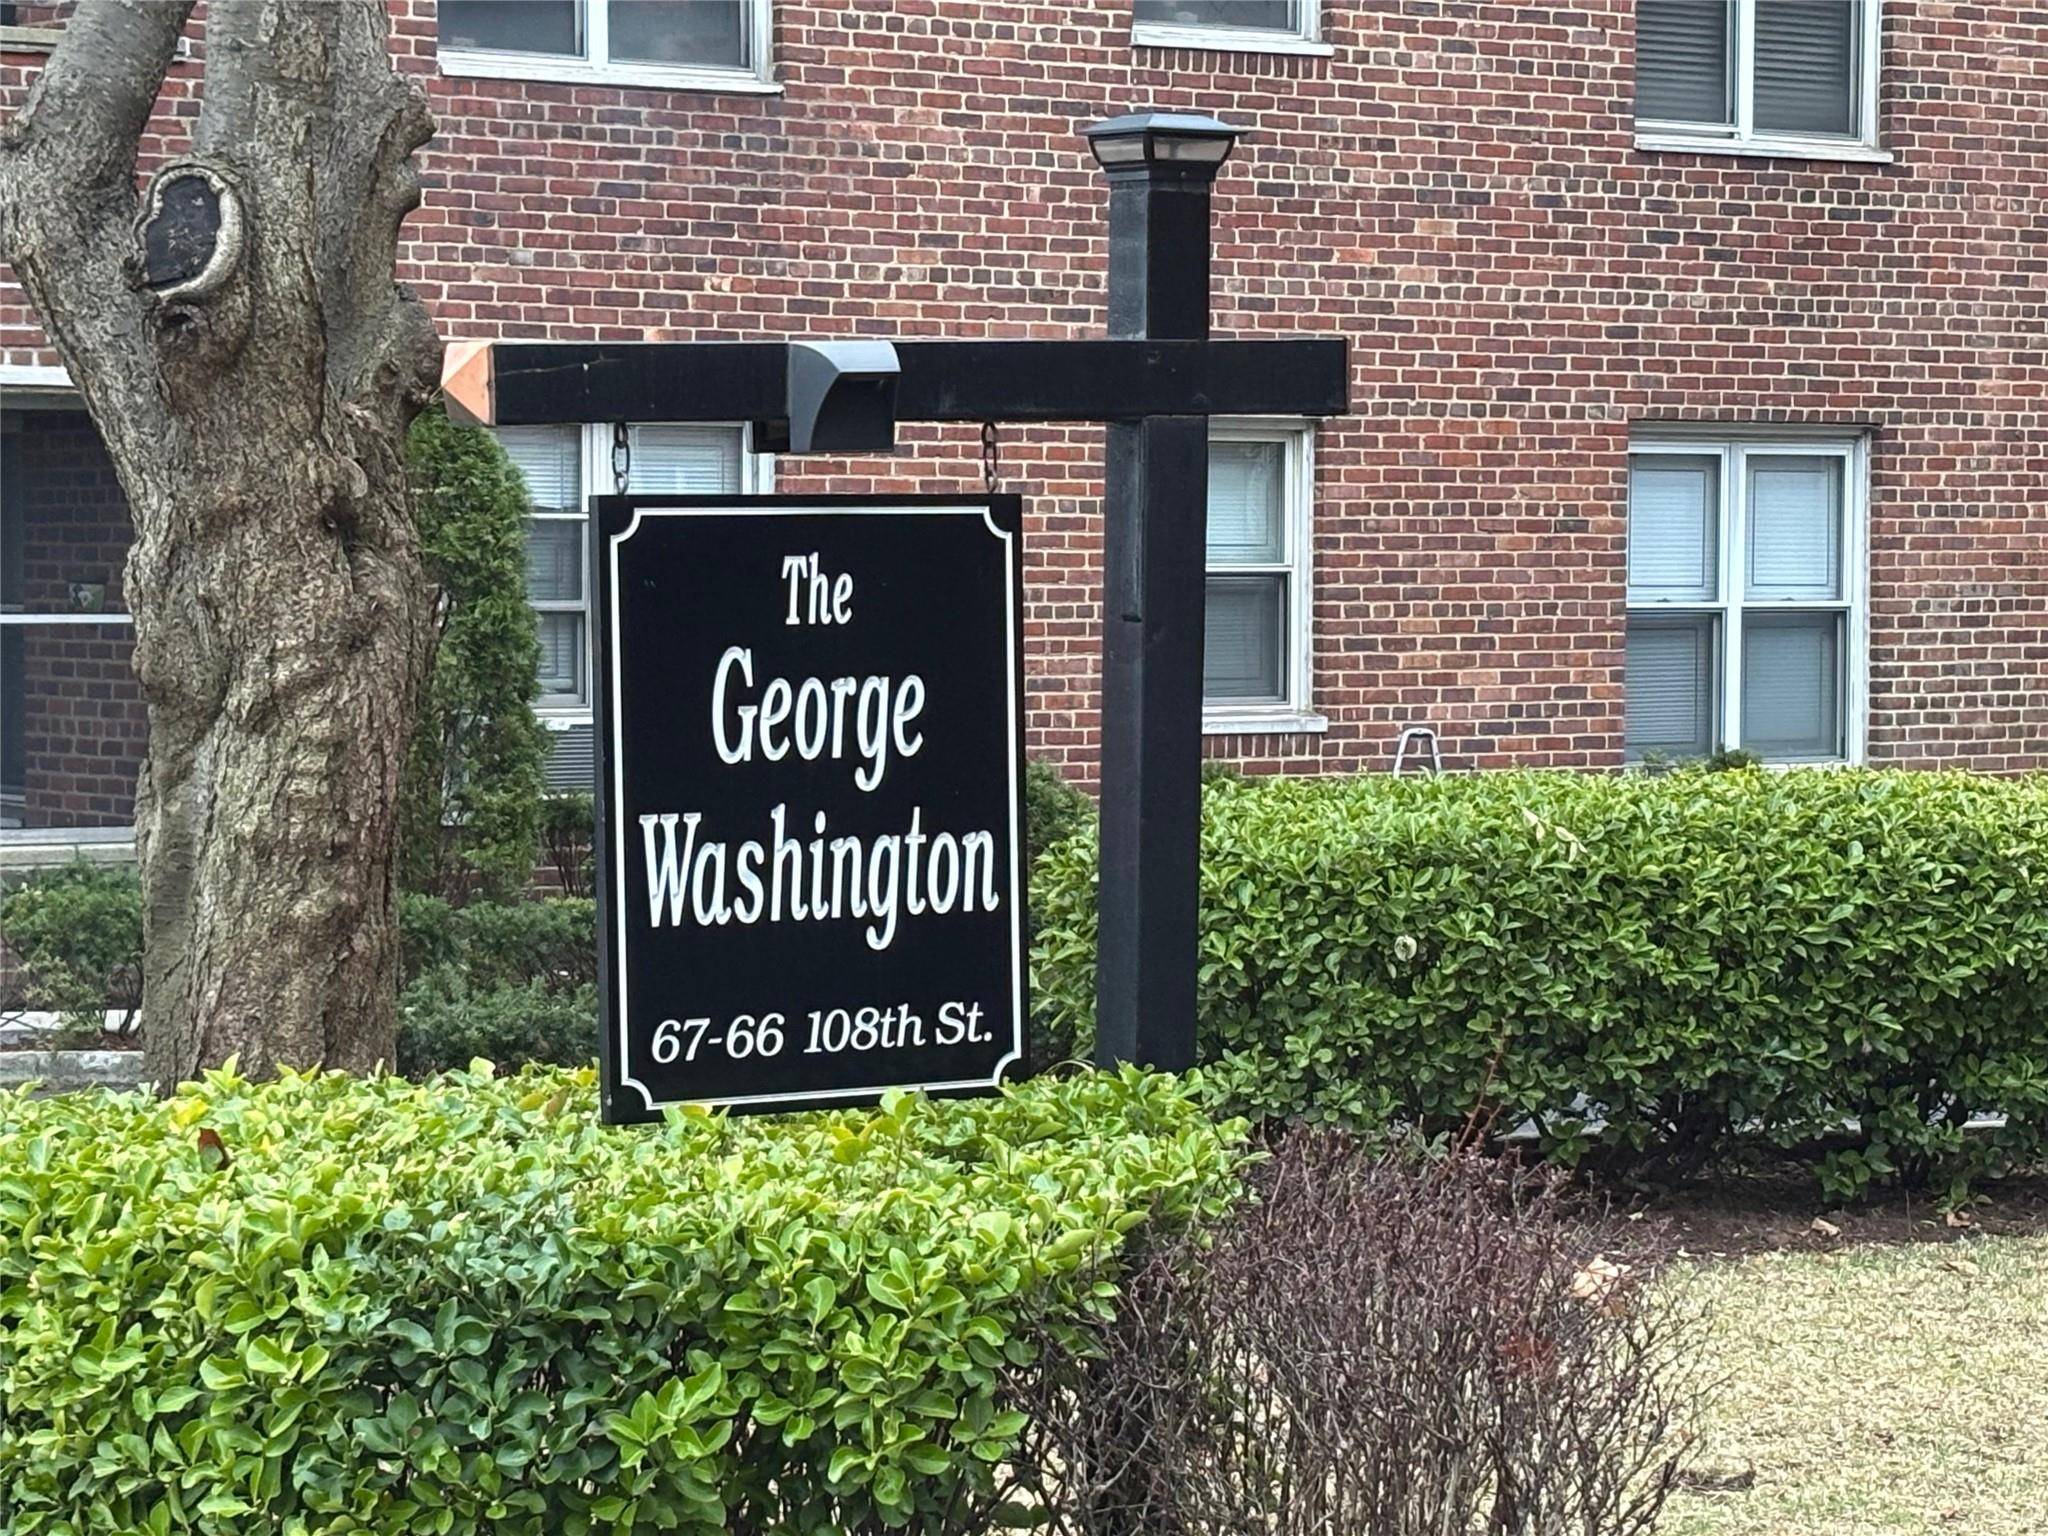 The
George
Washington
67-66 108th St.